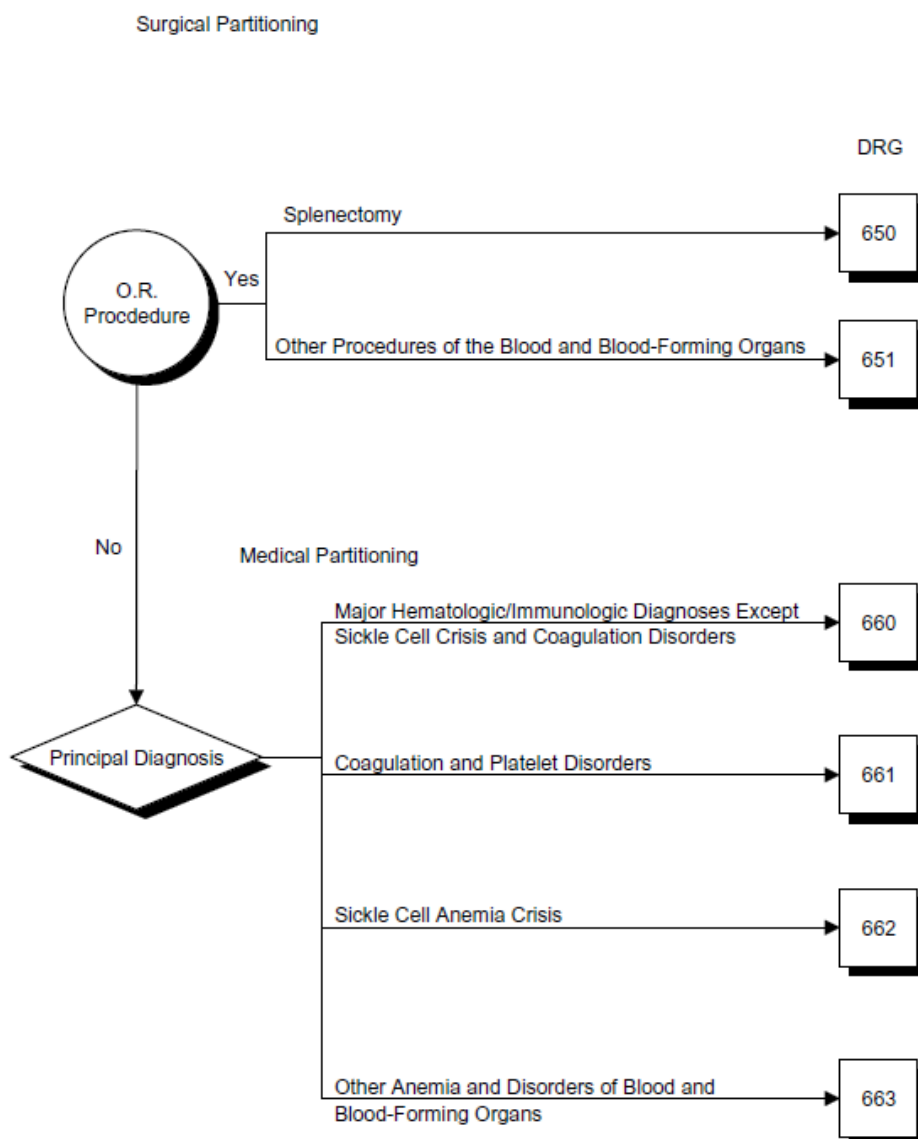 Surgical Partitioning
DRG
Splenectomy
650
O.R.
Procdedure
Yes
Other Procedures of the Blood and Blood-Forming Organs
651
No
Medical Partitioning
Major Hematologic/Immunologic Diagnoses Except
Sickle Cell Crisis and Coagulation Disorders
660
Principal Diagnosis
Coagulation and Platelet Disorders
661
Sickle Cell Anemia Crisis
662
Other Anemia and Disorders of Blood and
Blood-Forming Organs
663